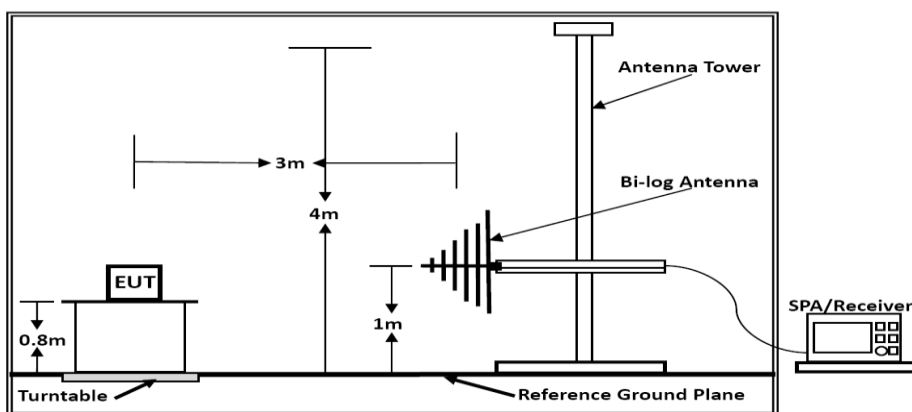 Antenna Tower
3m
Bi-log Antenna
4m
EUT
SPA/Receiver
1m
0.8m
Turntable
Reference Ground Plane